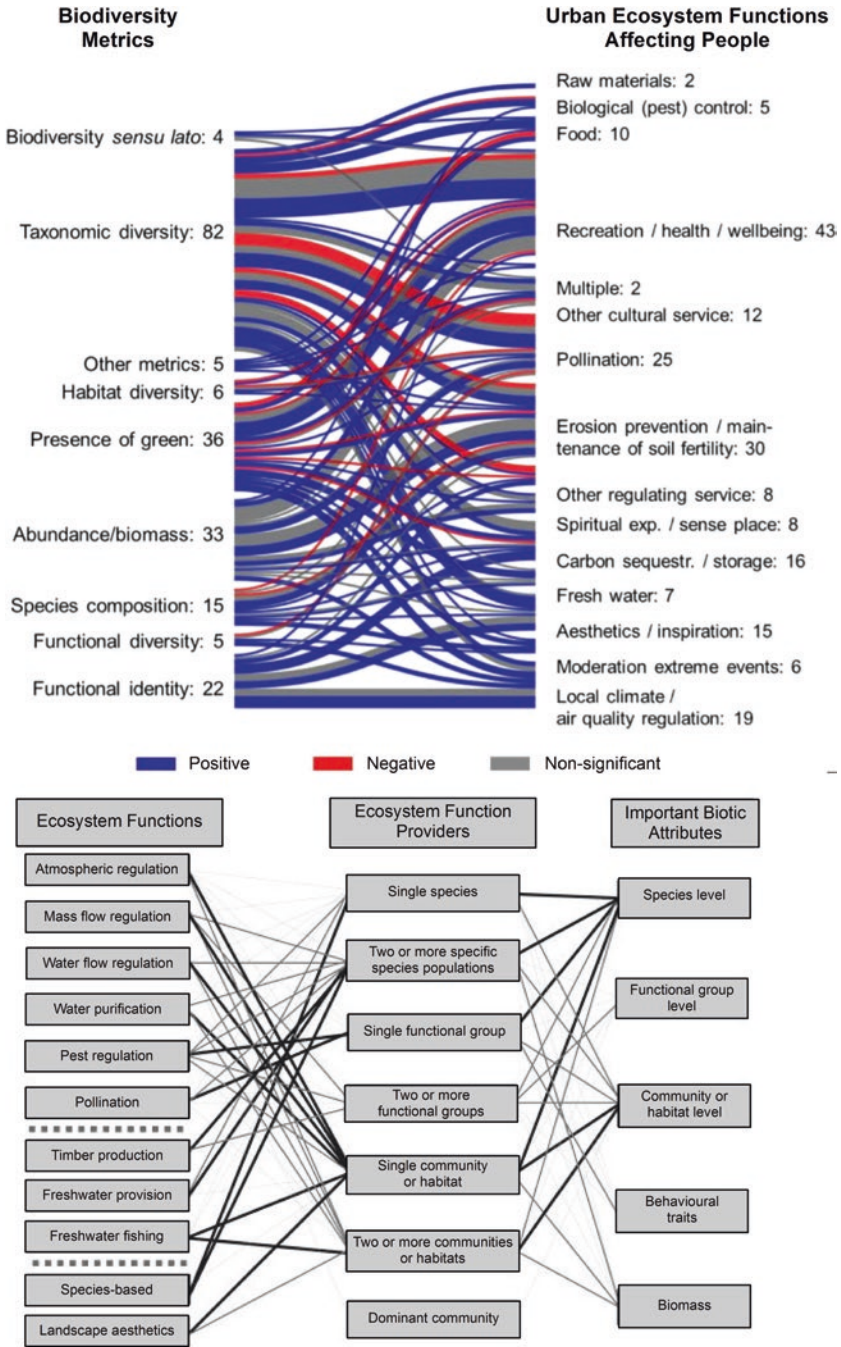 Biodiversity
Metrics
Urban Ecosystem Functions
Affecting People
Biodiversity sensu lato: 4
Taxonomic diversity: 82
Other metrics: 5
Habitat diversity: 6
Presence of green: 36
Abundance/biomass: 33
Species composition: 15
Functional diversity: 5
Functional identity: 22
Raw materials: 2
Biological (pest) control: 5
Food: 10
Recreation / health / wellbeing: 43
Multiple: 2
Other cultural service: 12
Pollination: 25
Erosion prevention / main-
tenance of soil fertility: 30
Other regulating service: 8
Spiritual exp. / sense place: 8
Carbon sequestr. / storage: 16
Fresh water: 7
Aesthetics / inspiration: 15
Moderation extreme events: 6
Local climate /
air quality regulation: 19
Positive
Negative
Non-significant
Ecosystem Functions
Atmospheric regulation
Mass flow regulation
Water flow regulation
Water purification
Pest regulation
Pollination
Timber production
Freshwater provision
Freshwater fishing
Species-based
Landscape aesthetics
Ecosystem Function
Providers
Single species
Two or more specific
species populations
Single functional group
Two or more
functional groups
Single community
or habitat
Two or more communities
or habitats
Dominant community
Important Biotic
Attributes
Species level
Functional group
level
Community or
habitat level
Behavioural
traits
Biomass